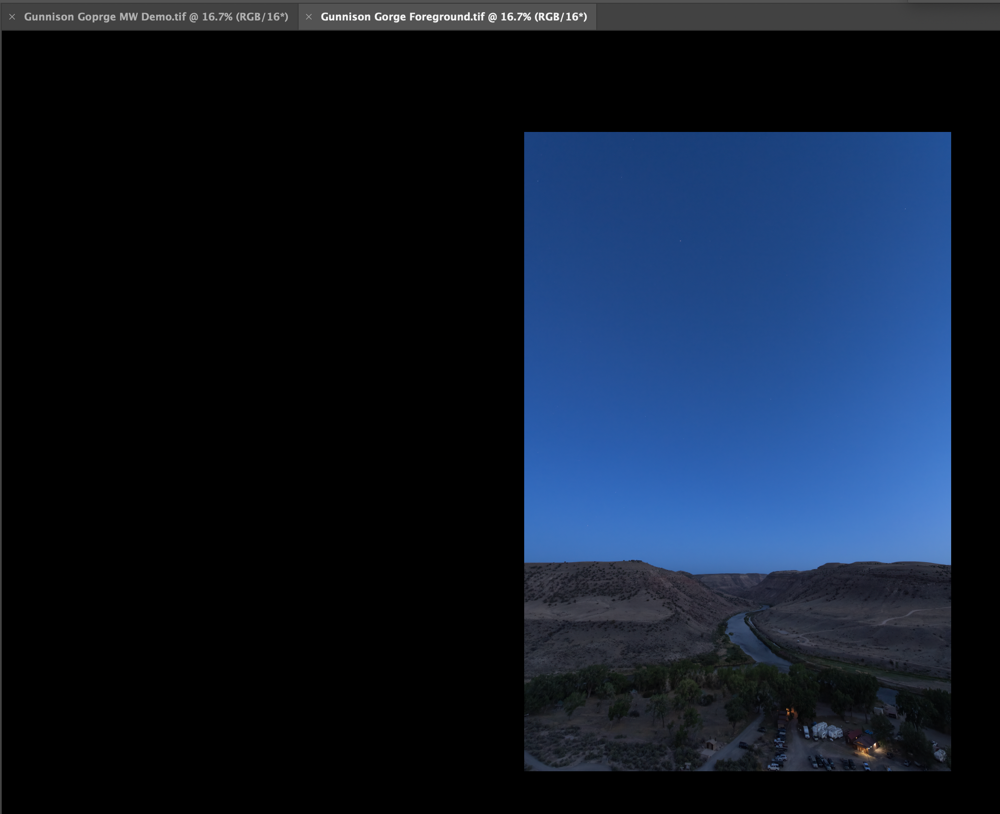 × Gunnison Goprge MW Demo.tif @ 16.7% (RGB/16*) × Gunnison Gorge Foreground.tif @ 16.7% (RGB/16*)